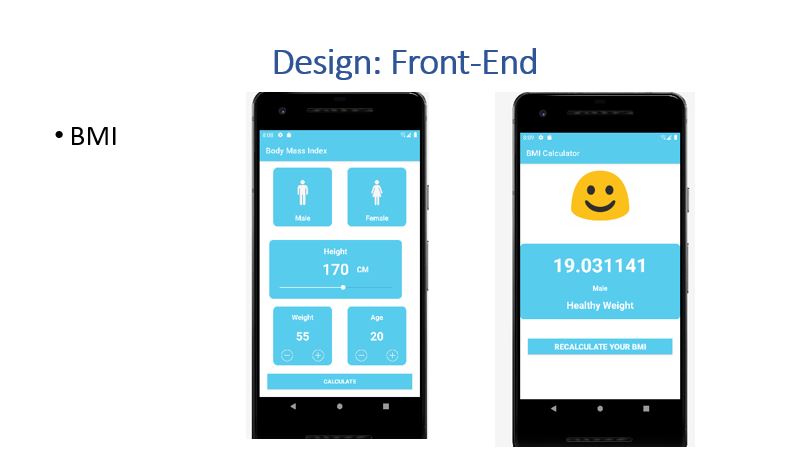 Design: Front-End
• BMI
8:08
Body Mass Index
Male Female
Height
170 CM
Weight Age
55 20
CALCULATE
8:09
BMI Calculator
19.031141
Male
Healthy Weight
RECALCULATE YOUR BMI